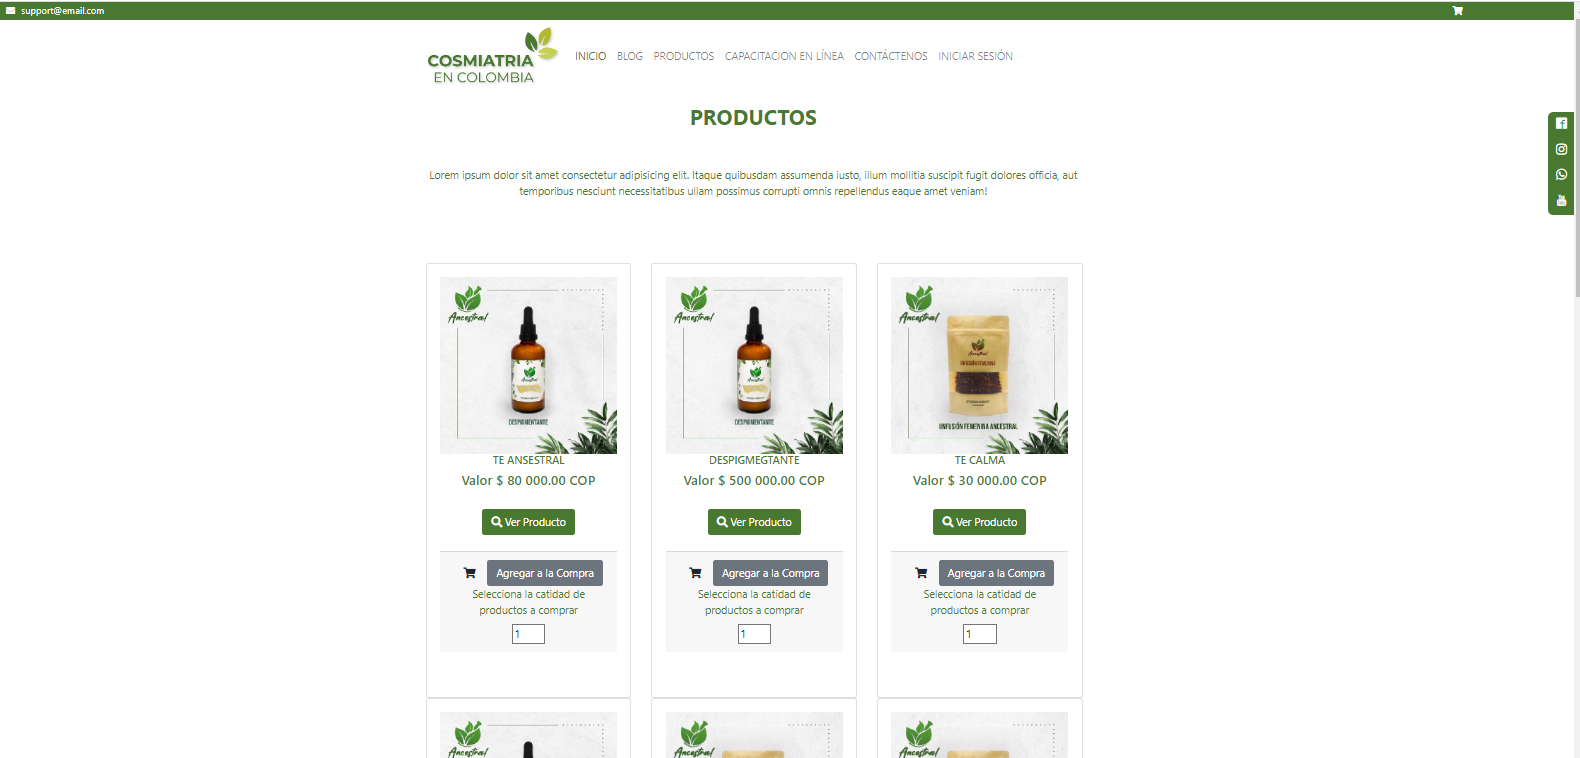 support@email.com
COSMIATRIA
EN COLOMBIA
INICIO BLOG PRODUCTOS CAPACITACION EN LÍNEA CONTÁCTENOS INICIAR SESIÓN
PRODUCTOS
Lorem ipsum dolor sit amet consectetur adipisicing elit. Itaque quibusdam assumenda iusto, illum mollitia suscipit fugit dolores officia, aut
temporibus nesciunt necessitatibus ullam possimus corrupti omnis repellendus eaque amet veniam!
Ancestral
Ancestral
DESPIGMENTANTE
TE ANSESTRAL
Valor $ 80 000.00 COP
Ver Producto
Agregar a la Compra
Selecciona la catidad de
productos a comprar
1
Ancestral
Ancestral
DESPIGMENTANTE
DESPIGMEGTANTE
Valor $ 500 000.00 COP
Ver Producto
Agregar a la Compra
Selecciona la catidad de
productos a comprar
1
Ancestral
Ancestral
INFUSIÓN FEMENINA
INFUSIÓN FEMENINA ANCESTRAL
TE CALMA
Valor $ 30 000.00 COP
Ver Producto
Agregar a la Compra
Selecciona la catidad de
productos a comprar
1
Ancestral
Ancestral
Ancestral